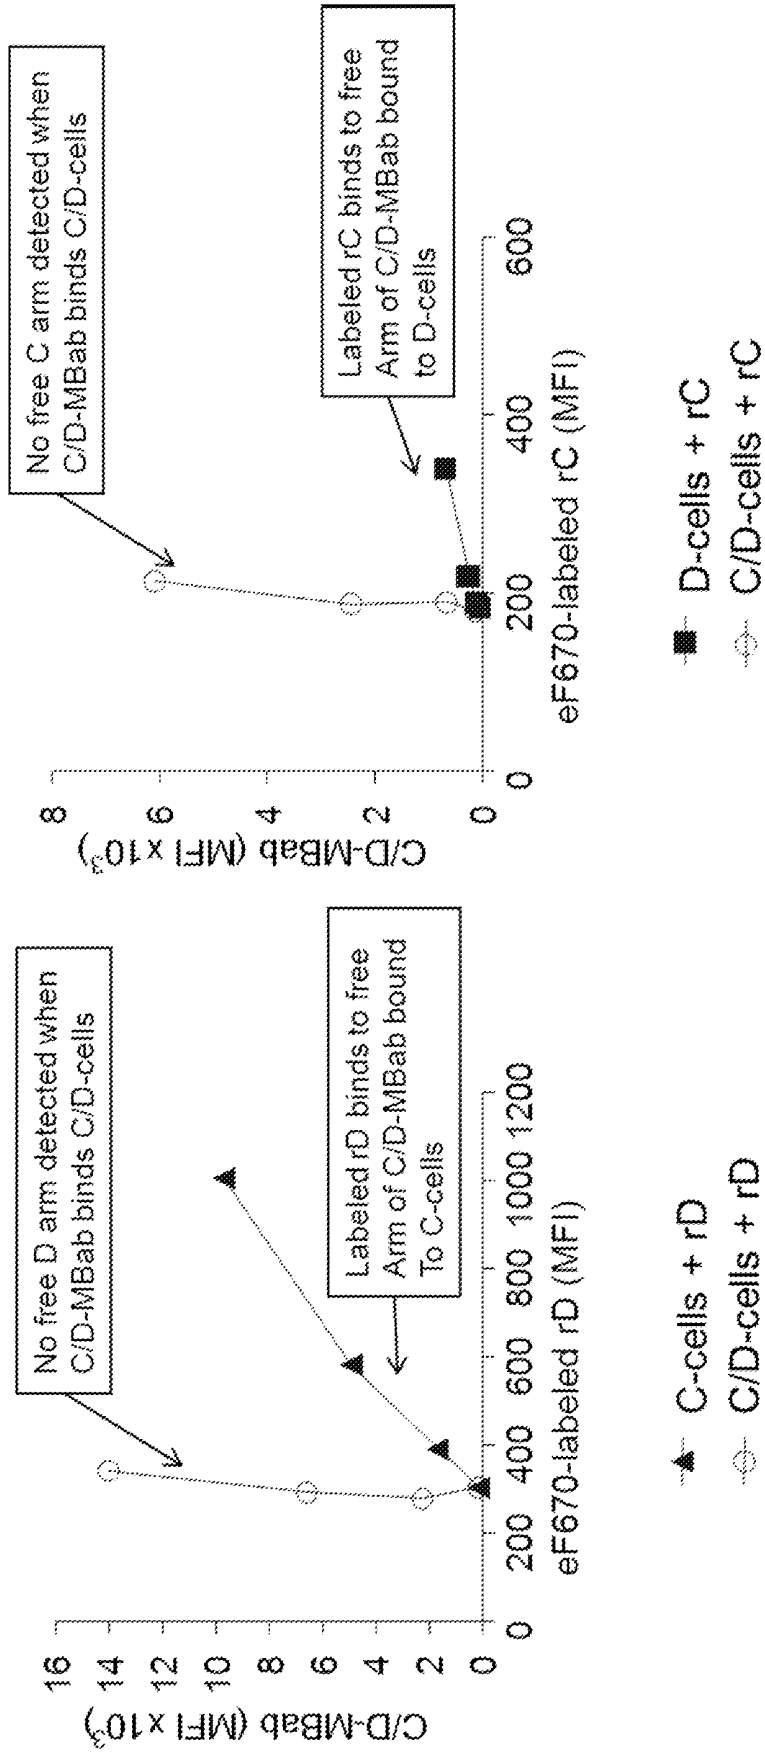 No free D arm detected when
C/D-MBab binds C/D-cells
Labeled rD binds to free
Arm of C/D-MBab bound
To C-cells
C/D-MBab (MFI x10³)
16
14
12
10
8
6
4
2
0
0
200
400
600
800
1000
1200
eF670-labeled rD (MFI)
C-cells + rD
C/D-cells + rD
No free C arm detected when
C/D-MBab binds C/D-cells
Labeled rC binds to free
Arm of C/D-MBab bound
to D-cells
C/D-MBab (MFI x10³)
8
6
4
2
0
0
200
400
600
eF670-labeled rC (MFI)
D-cells + rC
C/D-cells + rC